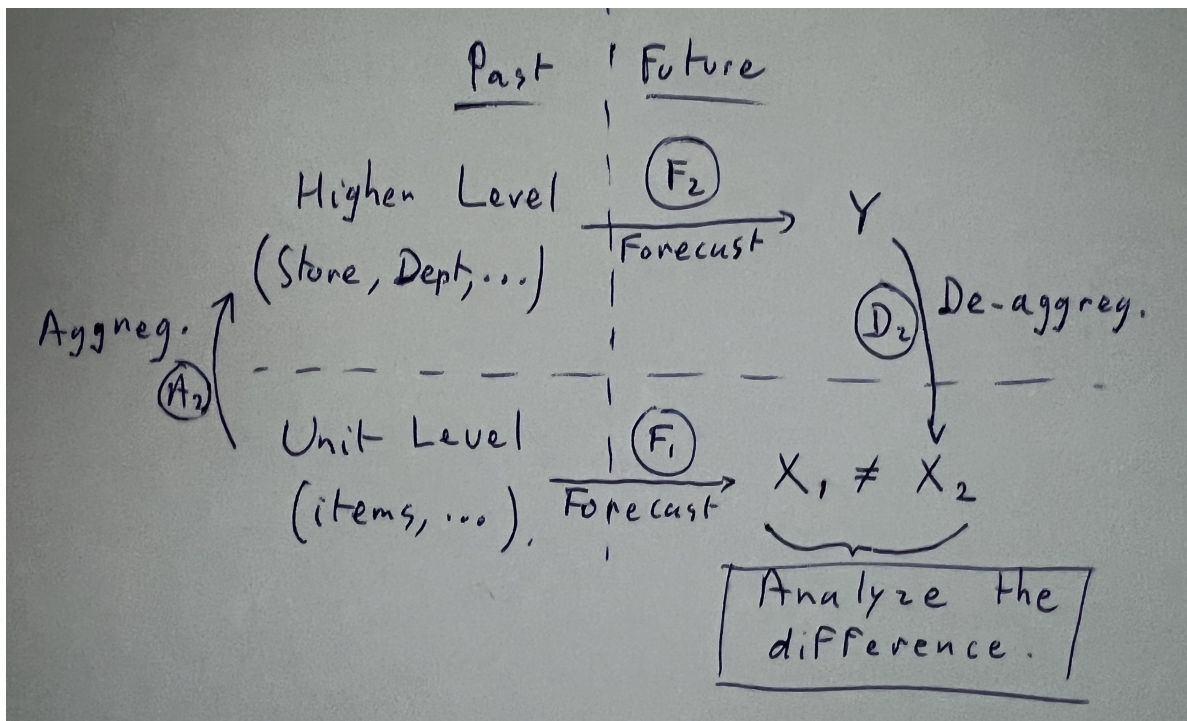 Past Future
Higher Level
F2
Forecast
Y
(Store, Dept, ...)
Aggreg.
A2
D2
De-aggreg.
Unit Level
F1
Forecast
X1 ≠ X2
(items, ...).
Analyze the
difference.